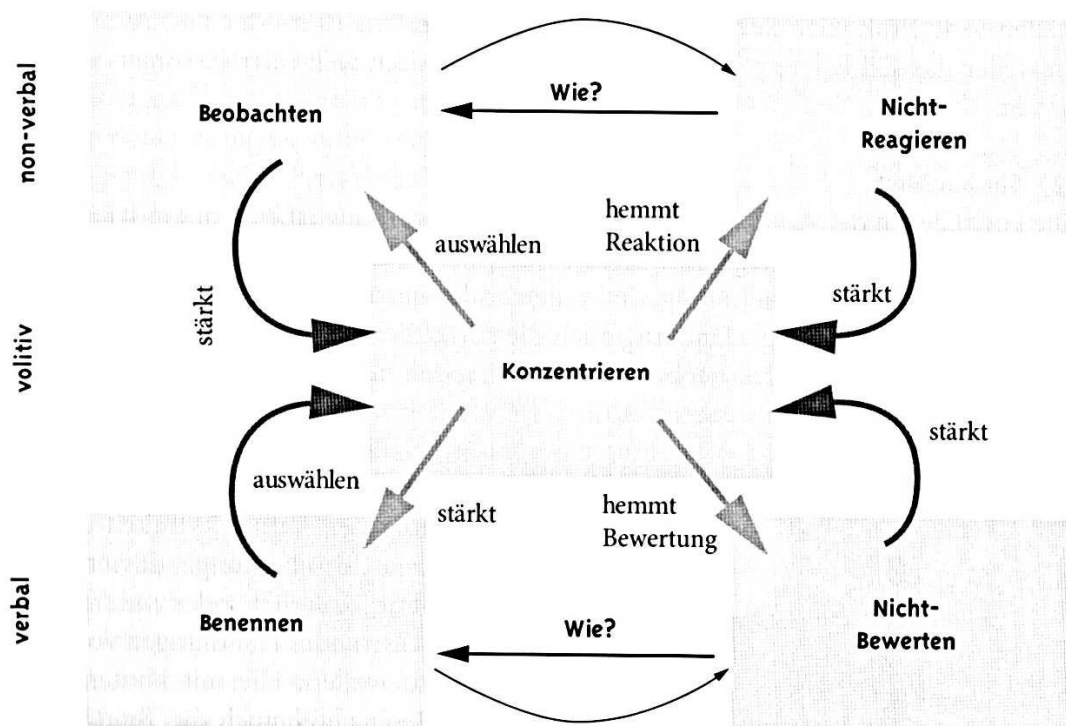 non-verbal
Beobachten
Wie?
Nicht-
Reagieren
auswählen
hemmt
Reaktion
stärkt
stärkt
volitiv
Konzentrieren
auswählen
stärkt
hemmt
Bewertung
stärkt
verbal
Benennen
Wie?
Nicht-
Bewerten